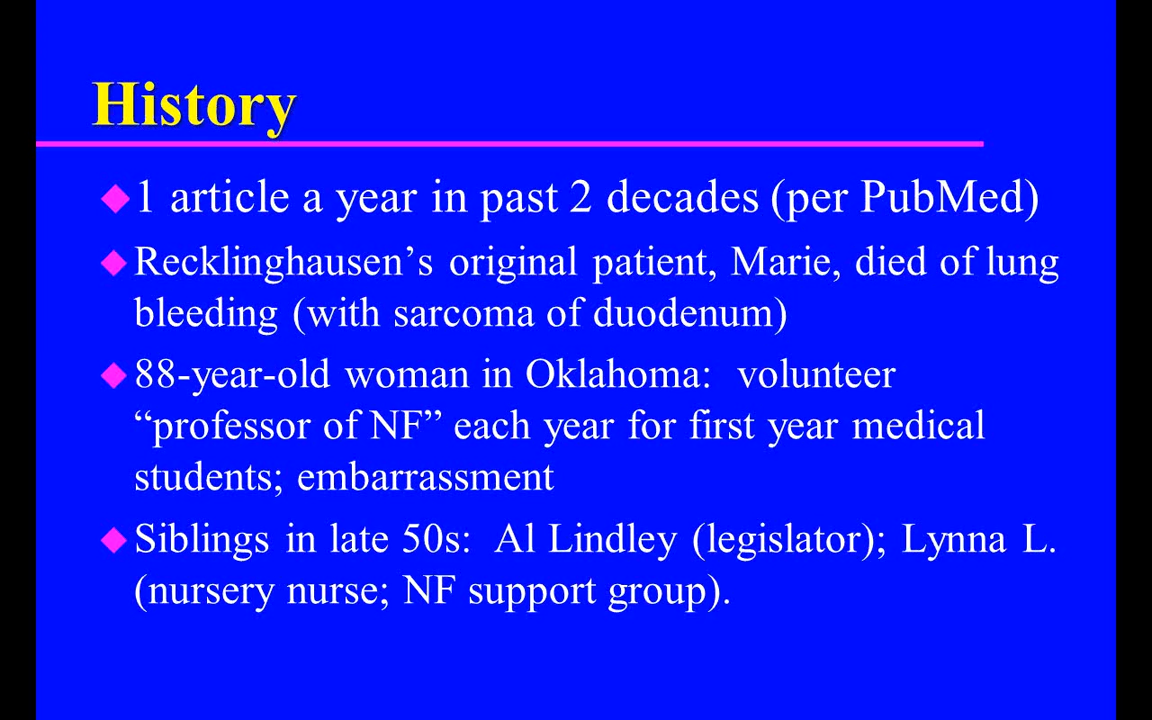 History
1 article a year in past 2 decades (per PubMed)
Recklinghausen’s original patient, Marie, died of lung
bleeding (with sarcoma of duodenum)
88-year-old woman in Oklahoma:  volunteer
“professor of NF” each year for first year medical
students; embarrassment
Siblings in late 50s:  Al Lindley (legislator); Lynna L.
(nursery nurse; NF support group).